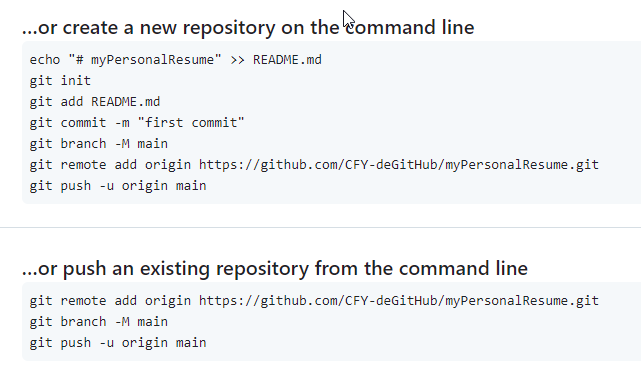 ...or create a new repository on the command line
echo "# myPersonalResume" >> README.md
git init
git add README.md
git commit -m "first commit"
git branch -M main
git remote add origin https://github.com/CFY-deGitHub/myPersonalResume.git
git push -u origin main
...or push an existing repository from the command line
git remote add origin https://github.com/CFY-deGitHub/myPersonalResume.git
git branch -M main
git push -u origin main